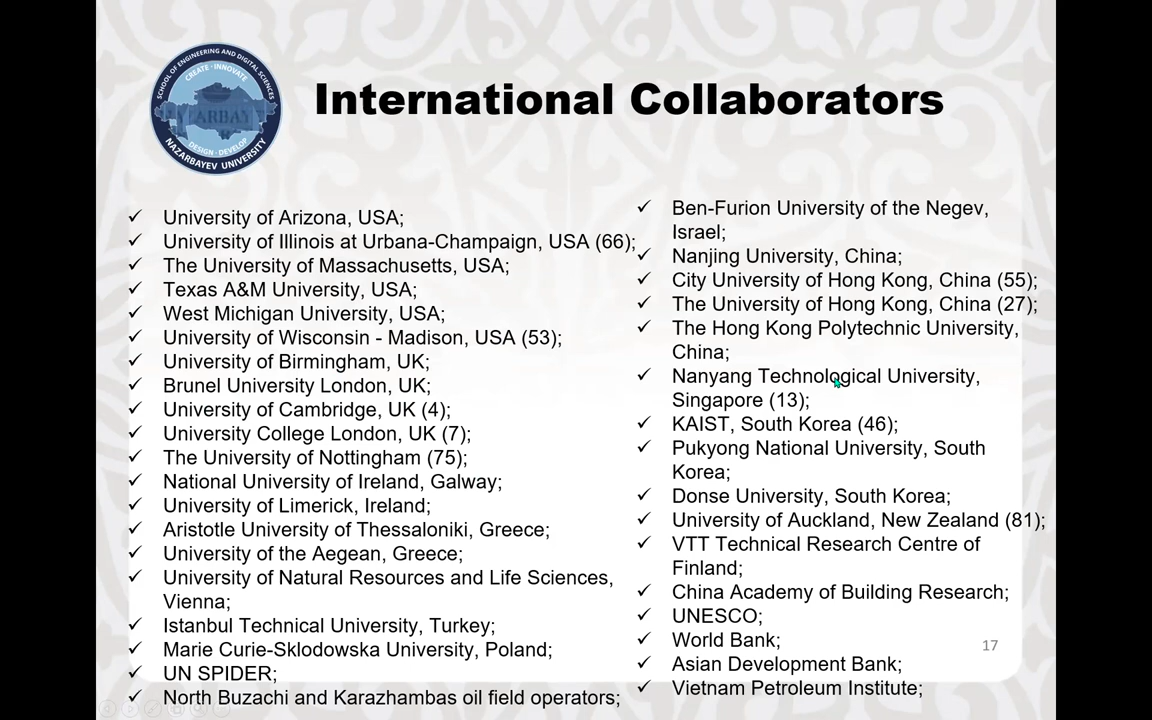 SCHOOL OF ENGINEERING AND DIGITAL SCIENCES
CREATE · INNOVATE
DESIGN · DEVELOP
NAZARBAYEV UNIVERSITY
International Collaborators
✓ University of Arizona, USA;
✓ University of Illinois at Urbana-Champaign, USA (66);
✓ The University of Massachusetts, USA;
✓ Texas A&M University, USA;
✓ West Michigan University, USA;
✓ University of Wisconsin - Madison, USA (53);
✓ University of Birmingham, UK;
✓ Brunel University London, UK;
✓ University of Cambridge, UK (4);
✓ University College London, UK (7);
✓ The University of Nottingham (75);
✓ National University of Ireland, Galway;
✓ University of Limerick, Ireland;
✓ Aristotle University of Thessaloniki, Greece;
✓ University of the Aegean, Greece;
✓ University of Natural Resources and Life Sciences,
Vienna;
✓ Istanbul Technical University, Turkey;
✓ Marie Curie-Sklodowska University, Poland;
✓ UN SPIDER;
✓ North Buzachi and Karazhambas oil field operators;
✓ Ben-Furion University of the Negev,
Israel;
✓ Nanjing University, China;
✓ City University of Hong Kong, China (55);
✓ The University of Hong Kong, China (27);
✓ The Hong Kong Polytechnic University,
China;
✓ Nanyang Technological University,
Singapore (13);
✓ KAIST, South Korea (46);
✓ Pukyong National University, South
Korea;
✓ Donse University, South Korea;
✓ University of Auckland, New Zealand (81);
✓ VTT Technical Research Centre of
Finland;
✓ China Academy of Building Research;
✓ UNESCO;
✓ World Bank;
✓ Asian Development Bank;
✓ Vietnam Petroleum Institute;
17